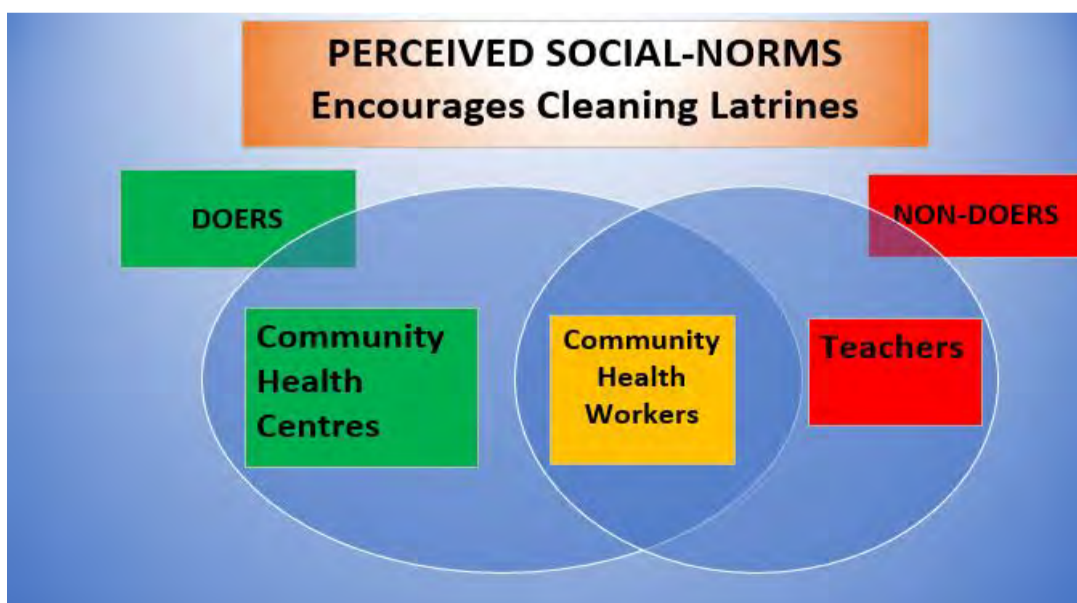 PERCEIVED SOCIAL-NORMS
Encourages Cleaning Latrines
DOERS
NON-DOERS
Community
Health
Centres
Community
Health
Workers
Teachers